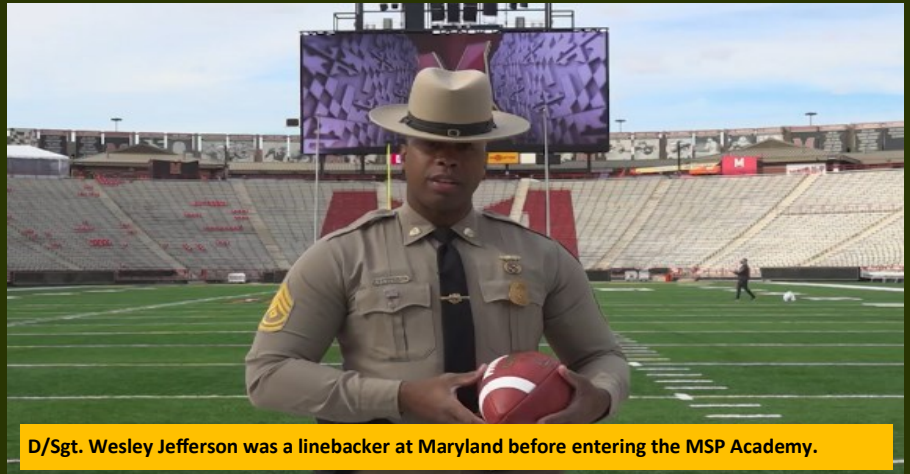 M
D/Sgt. Wesley Jefferson was a linebacker at Maryland before entering the MSP Academy.